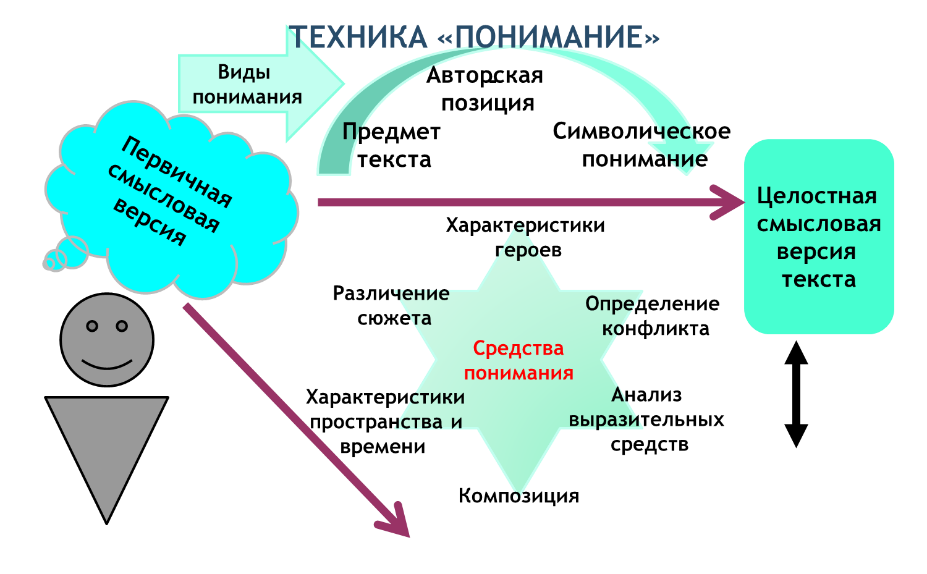 ТЕХНИКА «ПОНИМАНИЕ»
Виды
понимания
Авторская
позиция
Предмет
текста
Символическое
понимание
Первичная
смысловая
версия
Целостная
смысловая
версия
текста
Характеристики
героев
Различение
сюжета
Определение
конфликта
Средства
понимания
Характеристики
пространства и
времени
Анализ
выразительных
средств
Композиция